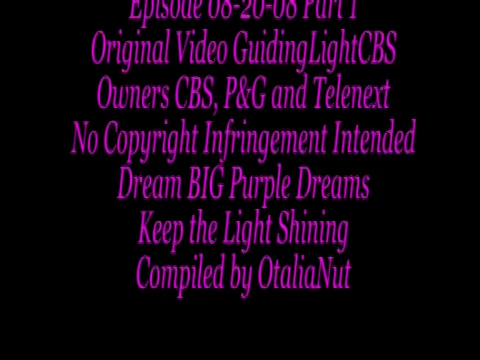 Episode 08-20-08 Part 1
Original Video GuidingLightCBS
Owners CBS, P&G and Telenext
No Copyright Infringement Intended
Dream BIG Purple Dreams
Keep the Light Shining
Compiled by OtaliaNut